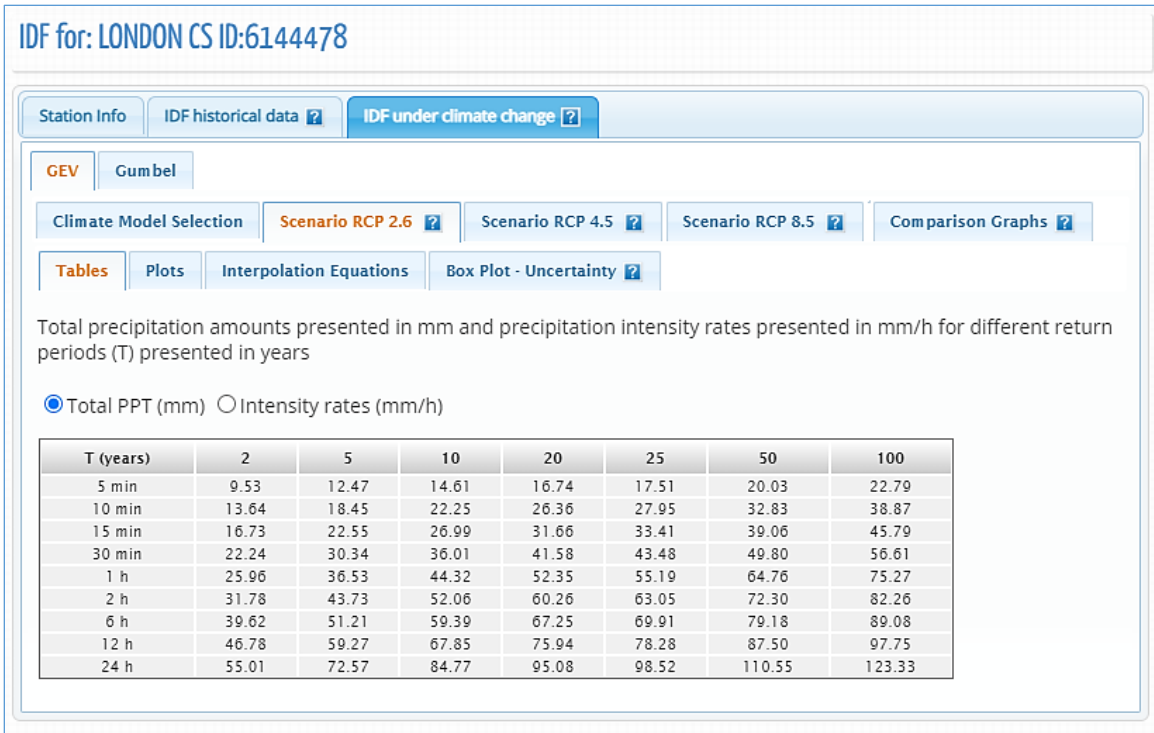 IDF for: LONDON CS ID:6144478
Station Info IDF historical data ? IDF under climate change ?
GEV Gumbel
Climate Model Selection Scenario RCP 2.6 ? Scenario RCP 4.5 ? Scenario RCP 8.5 ? Comparison Graphs ?
Tables Plots Interpolation Equations Box Plot - Uncertainty ?
Total precipitation amounts presented in mm and precipitation intensity rates presented in mm/h for different return
periods (T) presented in years
Total PPT (mm) Intensity rates (mm/h)
T (years) 2 5 10 20 25 50 100
5 min 9.53 12.47 14.61 16.74 17.51 20.03 22.79
10 min 13.64 18.45 22.25 26.36 27.95 32.83 38.87
15 min 16.73 22.55 26.99 31.66 33.41 39.06 45.79
30 min 22.24 30.34 36.01 41.58 43.48 49.80 56.61
1 h 25.96 36.53 44.32 52.35 55.19 64.76 75.27
2 h 31.78 43.73 52.06 60.26 63.05 72.30 82.26
6 h 39.62 51.21 59.39 67.25 69.91 79.18 89.08
12 h 46.78 59.27 67.85 75.94 78.28 87.50 97.75
24 h 55.01 72.57 84.77 95.08 98.52 110.55 123.33